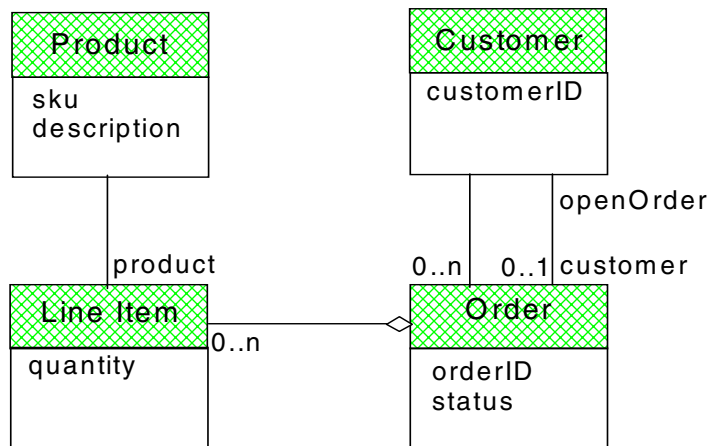 Product
sku
description
Customer
customerID
openOrder
product
0..n
0..1
customer
Line Item
quantity
0..n
Order
orderID
status